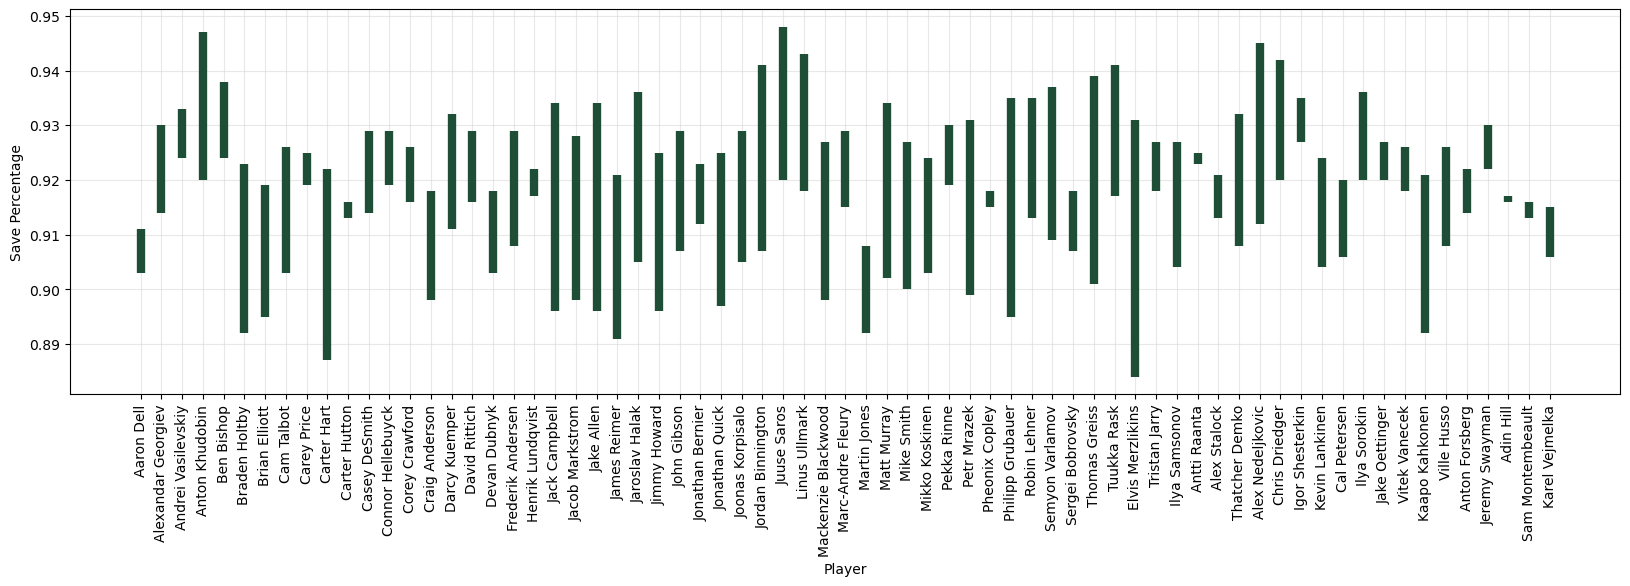 0.95
0.94
0.93
0.92
0.91
0.90
0.89
Save Percentage
Aaron Dell
Alexandar Georgiev
Andrei Vasilevskiy
Anton Khudobin
Ben Bishop
Braden Holtby
Brian Elliott
Cam Talbot
Carey Price
Carter Hart
Carter Hutton
Casey DeSmith
Connor Hellebuyck
Corey Crawford
Craig Anderson
Darcy Kuemper
David Rittich
Devan Dubnyk
Frederik Andersen
Henrik Lundqvist
Jack Campbell
Jacob Markstrom
Jake Allen
James Reimer
Jaroslav Halak
Jimmy Howard
John Gibson
Jonathan Bernier
Jonathan Quick
Joonas Korpisalo
Jordan Binnington
Juuse Saros
Linus Ullmark
Mackenzie Blackwood
Marc-Andre Fleury
Martin Jones
Matt Murray
Mike Smith
Mikko Koskinen
Pekka Rinne
Petr Mrazek
Pheonix Copley
Philipp Grubauer
Robin Lehner
Semyon Varlamov
Sergei Bobrovsky
Thomas Greiss
Tuukka Rask
Elvis Merzlikins
Tristan Jarry
Ilya Samsonov
Antti Raanta
Alex Stalock
Thatcher Demko
Alex Nedeljkovic
Chris Driedger
Igor Shesterkin
Kevin Lankinen
Cal Petersen
Ilya Sorokin
Jake Oettinger
Vitek Vanecek
Kaapo Kahkonen
Ville Husso
Anton Forsberg
Jeremy Swayman
Adin Hill
Sam Montembeault
Karel Vejmelka
Player